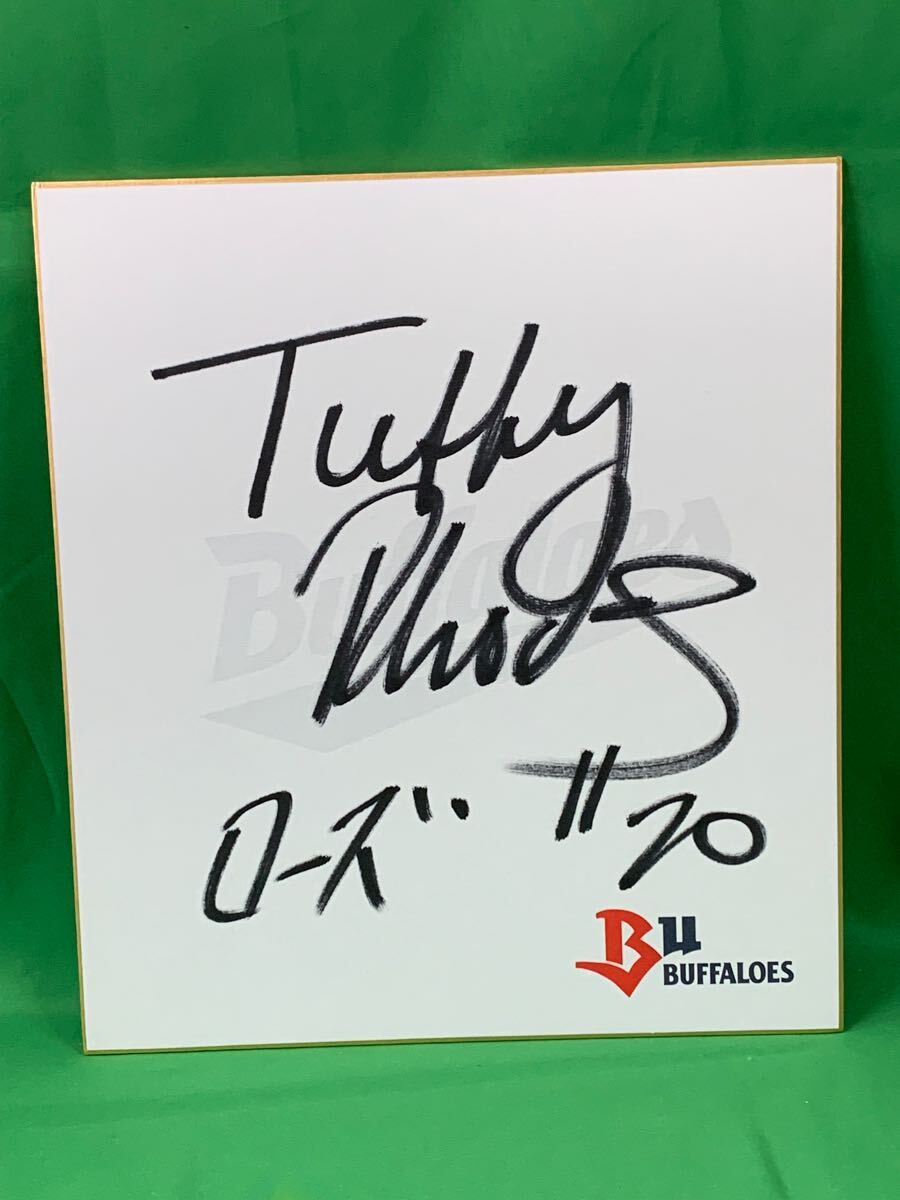 Tuffy
Rhodes
Buffaloes
ローズ "20
Bu
BUFFALOES